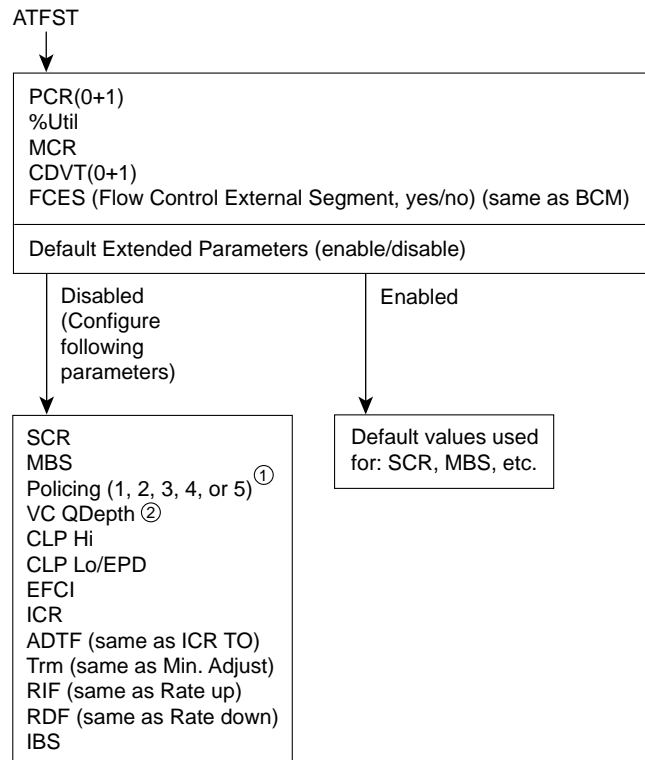 ATFST
PCR(0+1)
%Util
MCR
CDVT(0+1)
FCES (Flow Control External Segment, yes/no) (same as BCM)
Default Extended Parameters (enable/disable)
Disabled
(Configure
following
parameters)
Enabled
SCR
MBS
Policing (1, 2, 3, 4, or 5) ①
VC QDepth ②
CLP Hi
CLP Lo/EPD
EFCI
ICR
ADTF (same as ICR TO)
Trm (same as Min. Adjust)
RIF (same as Rate up)
RDF (same as Rate down)
IBS
Default values used
for: SCR, MBS, etc.